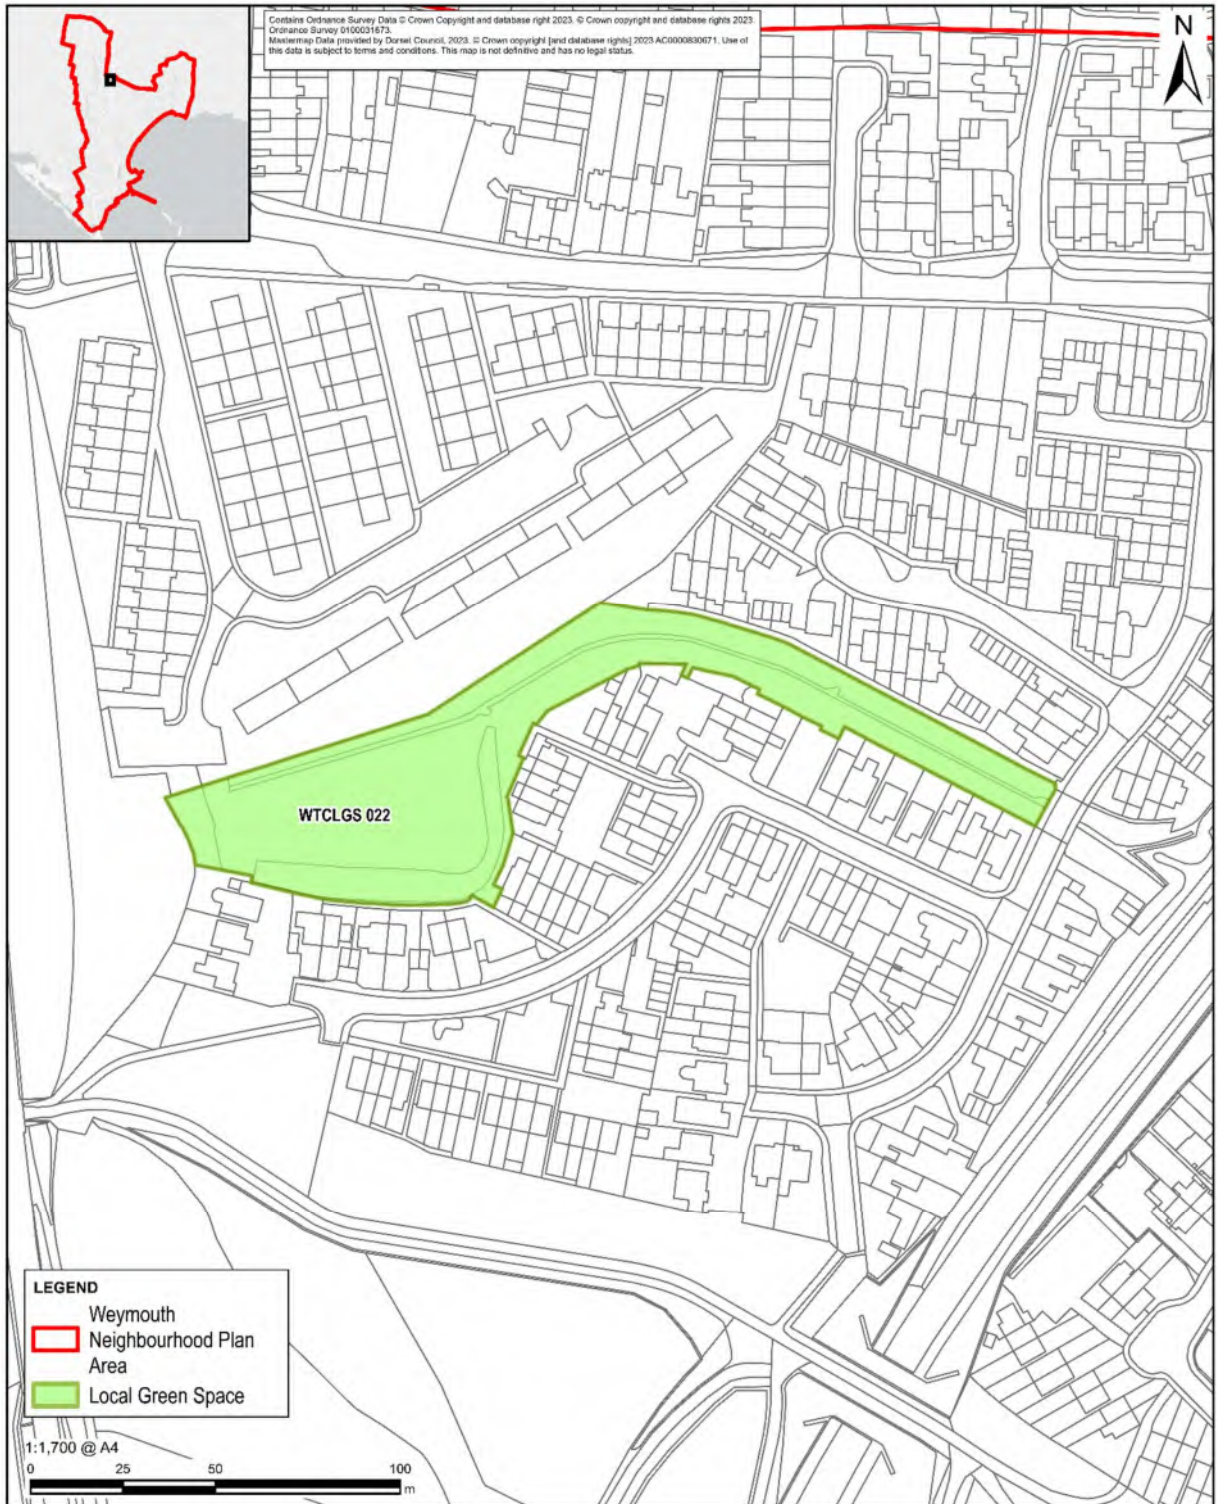 Contains Ordnance Survey Data © Crown Copyright and database right 2023. © Crown copyright and database rights 2023.
Ordnance Survey 0100031673.
Mastermap Data provided by Dorset Council, 2023. © Crown copyright [and database rights] 2023 AC0000830671. Use of
this data is subject to terms and conditions. This map is not definitive and has no legal status.
N
WTCLGS 022
LEGEND
Weymouth
Neighbourhood Plan
Area
Local Green Space
1:1,700 @ A4
0 25 50 100
m